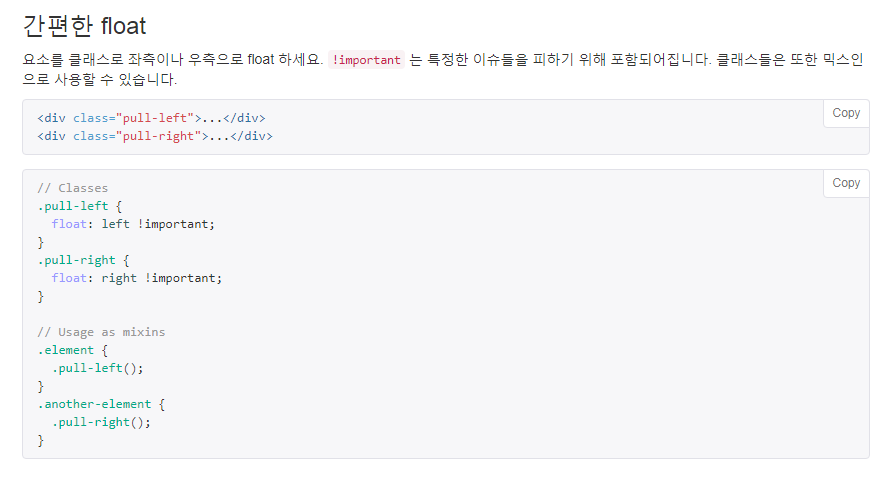 간편한 float
요소를 클래스로 좌측이나 우측으로 float 하세요. !important 는 특정한 이슈들을 피하기 위해 포함되어집니다. 클래스들은 또한 믹스인
으로 사용할 수 있습니다.
Copy
<div class="pull-left">...</div>
<div class="pull-right">...</div>
Copy
// Classes
.pull-left {
  float: left !important;
}
.pull-right {
  float: right !important;
}

// Usage as mixins
.element {
  .pull-left();
}
.another-element {
  .pull-right();
}